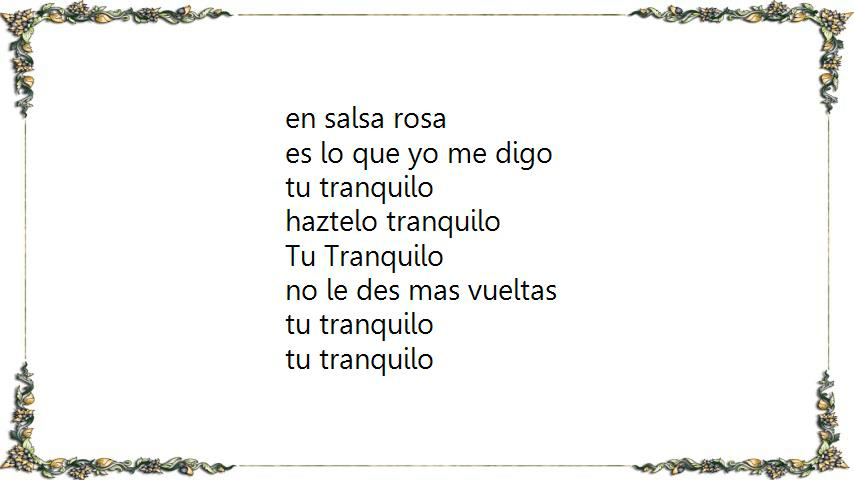 en salsa rosa
es lo que yo me digo
tu tranquilo
haztelo tranquilo
Tu Tranquilo
no le des mas vueltas
tu tranquilo
tu tranquilo